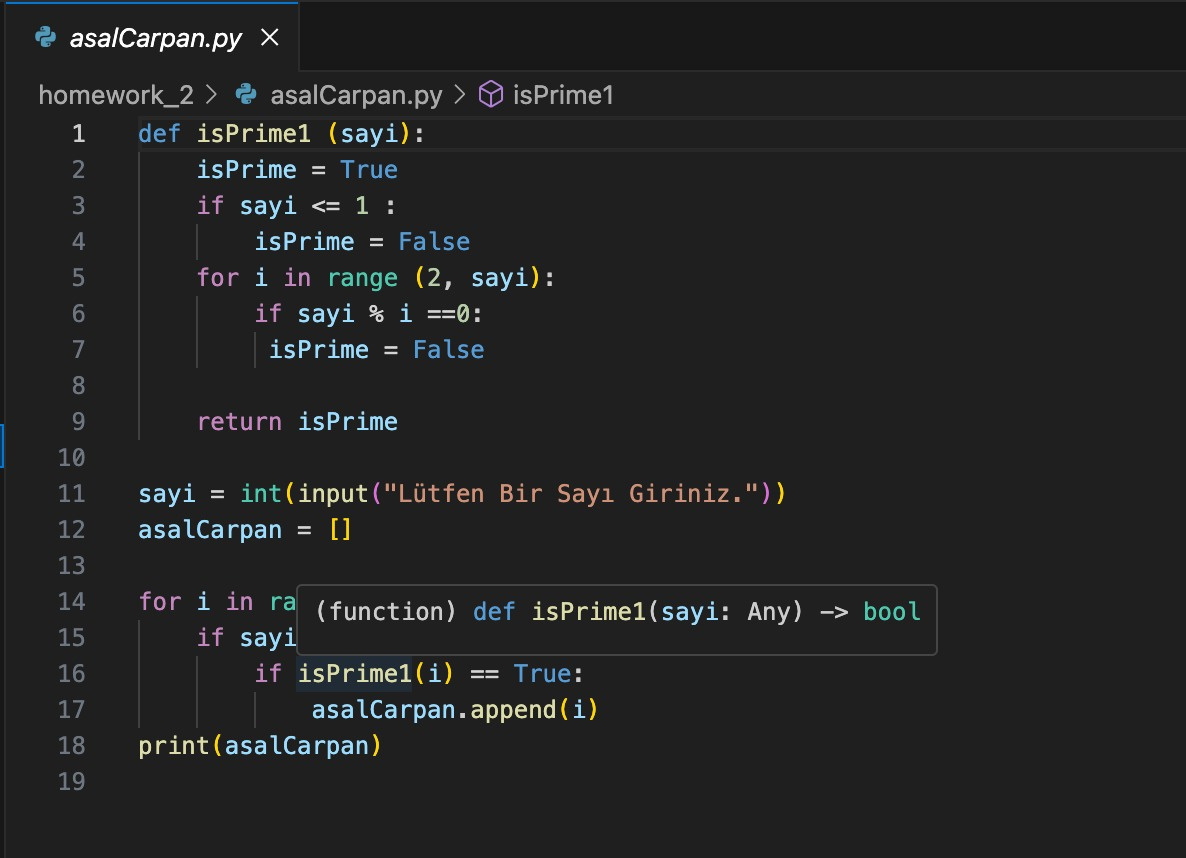 asalCarpan.py
homework_2 > asalCarpan.py > isPrime1
1 def isPrime1 (sayi):
2 isPrime = True
3 if sayi <= 1 :
4 isPrime = False
5 for i in range (2, sayi):
6 if sayi % i ==0:
7 isPrime = False
8
9 return isPrime
10
11 sayi = int(input("Lütfen Bir Sayı Giriniz."))
12 asalCarpan = []
13
14 for i in ra
(function) def isPrime1(sayi: Any) -> bool
15 if sayi
16 if isPrime1(i) == True:
17 asalCarpan.append(i)
18 print(asalCarpan)
19